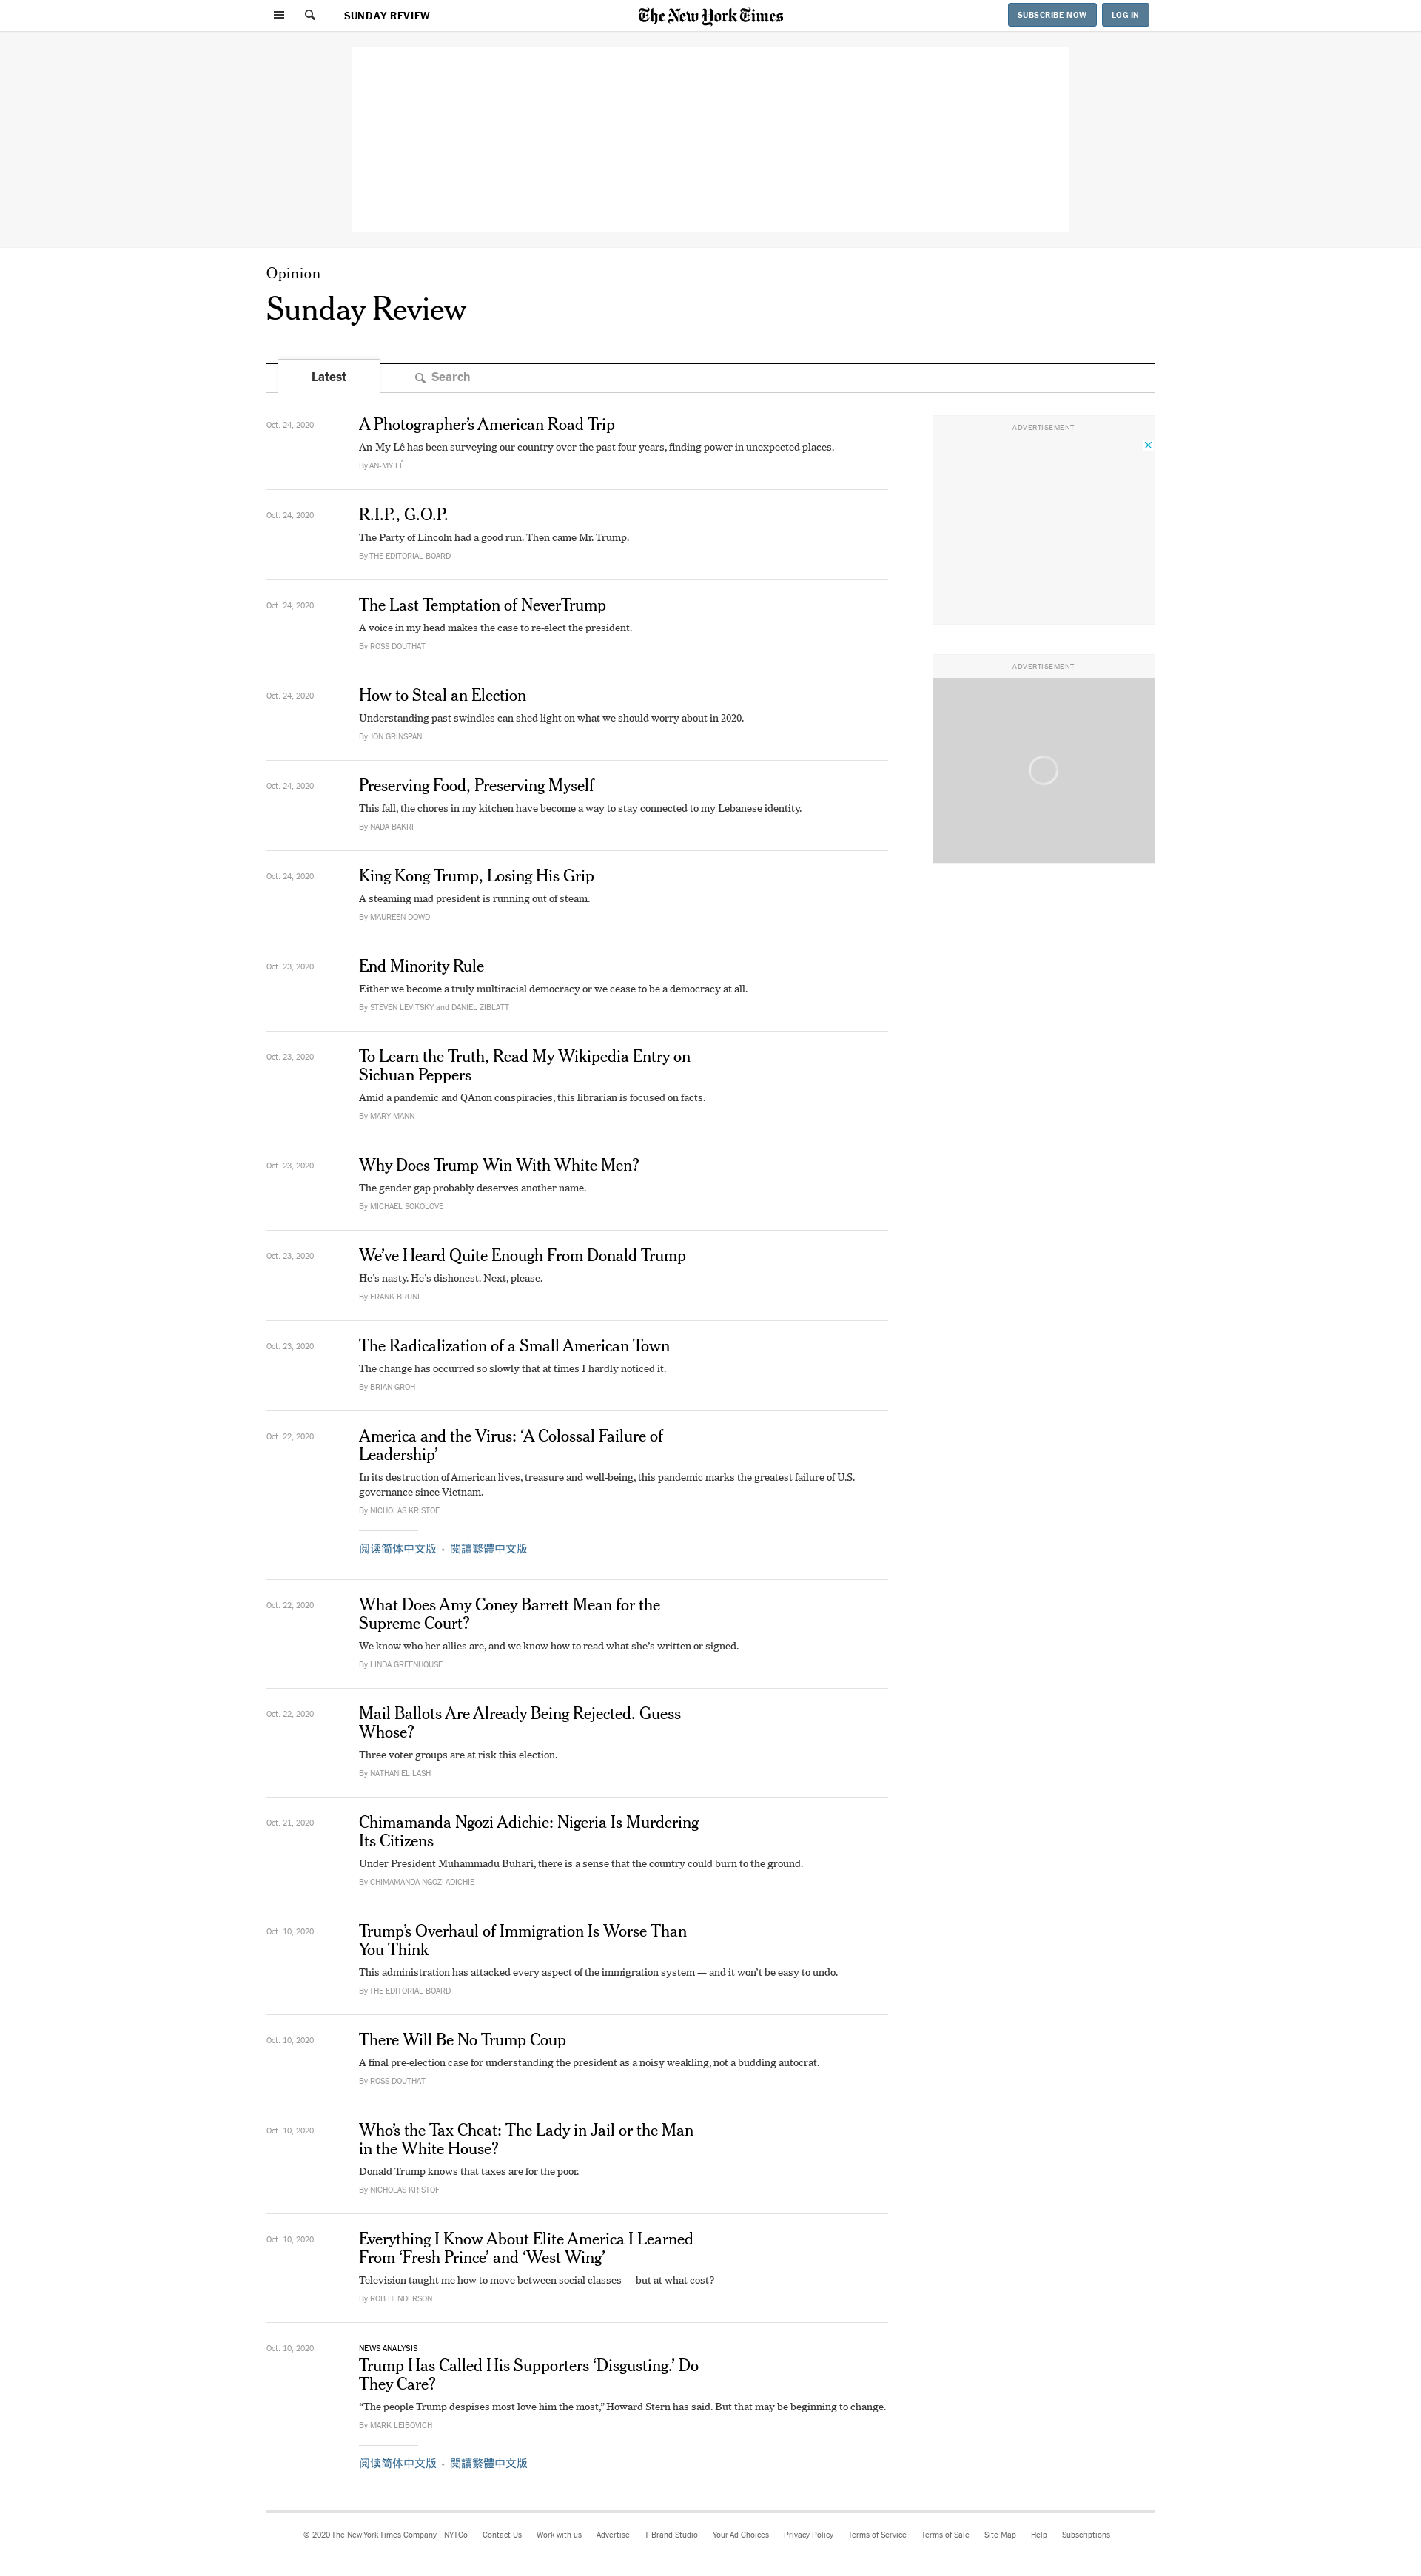 SUNDAY REVIEW
The New York Times
SUBSCRIBE NOW
LOG IN
Opinion
Sunday Review
Latest
Search
Oct. 24, 2020
A Photographer’s American Road Trip
An-My Lê has been surveying our country over the past four years, finding power in unexpected places.
By AN-MY LÊ
Oct. 24, 2020
R.I.P., G.O.P.
The Party of Lincoln had a good run. Then came Mr. Trump.
By THE EDITORIAL BOARD
Oct. 24, 2020
The Last Temptation of NeverTrump
A voice in my head makes the case to re-elect the president.
By ROSS DOUTHAT
Oct. 24, 2020
How to Steal an Election
Understanding past swindles can shed light on what we should worry about in 2020.
By JON GRINSPAN
Oct. 24, 2020
Preserving Food, Preserving Myself
This fall, the chores in my kitchen have become a way to stay connected to my Lebanese identity.
By NADA BAKRI
Oct. 24, 2020
King Kong Trump, Losing His Grip
A steaming mad president is running out of steam.
By MAUREEN DOWD
Oct. 23, 2020
End Minority Rule
Either we become a truly multiracial democracy or we cease to be a democracy at all.
By STEVEN LEVITSKY and DANIEL ZIBLATT
Oct. 23, 2020
To Learn the Truth, Read My Wikipedia Entry on
Sichuan Peppers
Amid a pandemic and QAnon conspiracies, this librarian is focused on facts.
By MARY MANN
Oct. 23, 2020
Why Does Trump Win With White Men?
The gender gap probably deserves another name.
By MICHAEL SOKOLOVE
Oct. 23, 2020
We’ve Heard Quite Enough From Donald Trump
He’s nasty. He’s dishonest. Next, please.
By FRANK BRUNI
Oct. 23, 2020
The Radicalization of a Small American Town
The change has occurred so slowly that at times I hardly noticed it.
By BRIAN GROH
Oct. 22, 2020
America and the Virus: ‘A Colossal Failure of
Leadership’
In its destruction of American lives, treasure and well-being, this pandemic marks the greatest failure of U.S.
governance since Vietnam.
By NICHOLAS KRISTOF
阅读简体中文版 • 閱讀繁體中文版
Oct. 22, 2020
What Does Amy Coney Barrett Mean for the
Supreme Court?
We know who her allies are, and we know how to read what she’s written or signed.
By LINDA GREENHOUSE
Oct. 22, 2020
Mail Ballots Are Already Being Rejected. Guess
Whose?
Three voter groups are at risk this election.
By NATHANIEL LASH
Oct. 21, 2020
Chimamanda Ngozi Adichie: Nigeria Is Murdering
Its Citizens
Under President Muhammadu Buhari, there is a sense that the country could burn to the ground.
By CHIMAMANDA NGOZI ADICHIE
Oct. 10, 2020
Trump’s Overhaul of Immigration Is Worse Than
You Think
This administration has attacked every aspect of the immigration system — and it won’t be easy to undo.
By THE EDITORIAL BOARD
Oct. 10, 2020
There Will Be No Trump Coup
A final pre-election case for understanding the president as a noisy weakling, not a budding autocrat.
By ROSS DOUTHAT
Oct. 10, 2020
Who’s the Tax Cheat: The Lady in Jail or the Man
in the White House?
Donald Trump knows that taxes are for the poor.
By NICHOLAS KRISTOF
Oct. 10, 2020
Everything I Know About Elite America I Learned
From ‘Fresh Prince’ and ‘West Wing’
Television taught me how to move between social classes — but at what cost?
By ROB HENDERSON
Oct. 10, 2020
NEWS ANALYSIS
Trump Has Called His Supporters ‘Disgusting.’ Do
They Care?
“The people Trump despises most love him the most,” Howard Stern has said. But that may be beginning to change.
By MARK LEIBOVICH
阅读简体中文版 • 閱讀繁體中文版
ADVERTISEMENT
ADVERTISEMENT
© 2020 The New York Times Company NYTCo Contact Us Work with us Advertise T Brand Studio Your Ad Choices Privacy Policy Terms of Service Terms of Sale Site Map Help Subscriptions